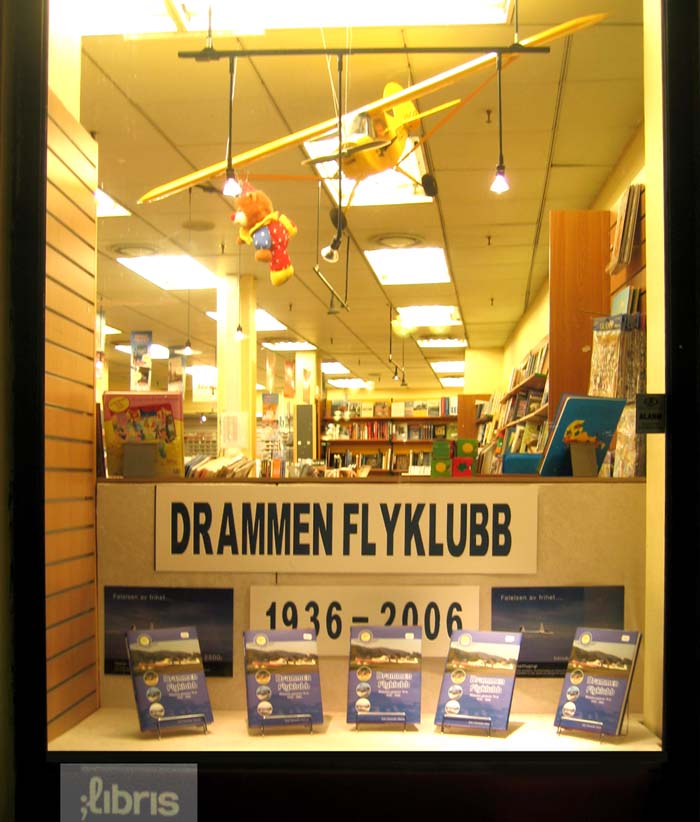 DRAMMEN FLYKLUBB
1936 - 2006
Følelsen av frihet...
Følelsen av frihet...
Drammen
Flyklubb
Drammen
Flyklubb
Drammen
Flyklubb
Drammen
Flyklubb
Drammen
Flyklubb
ALARM
;libris